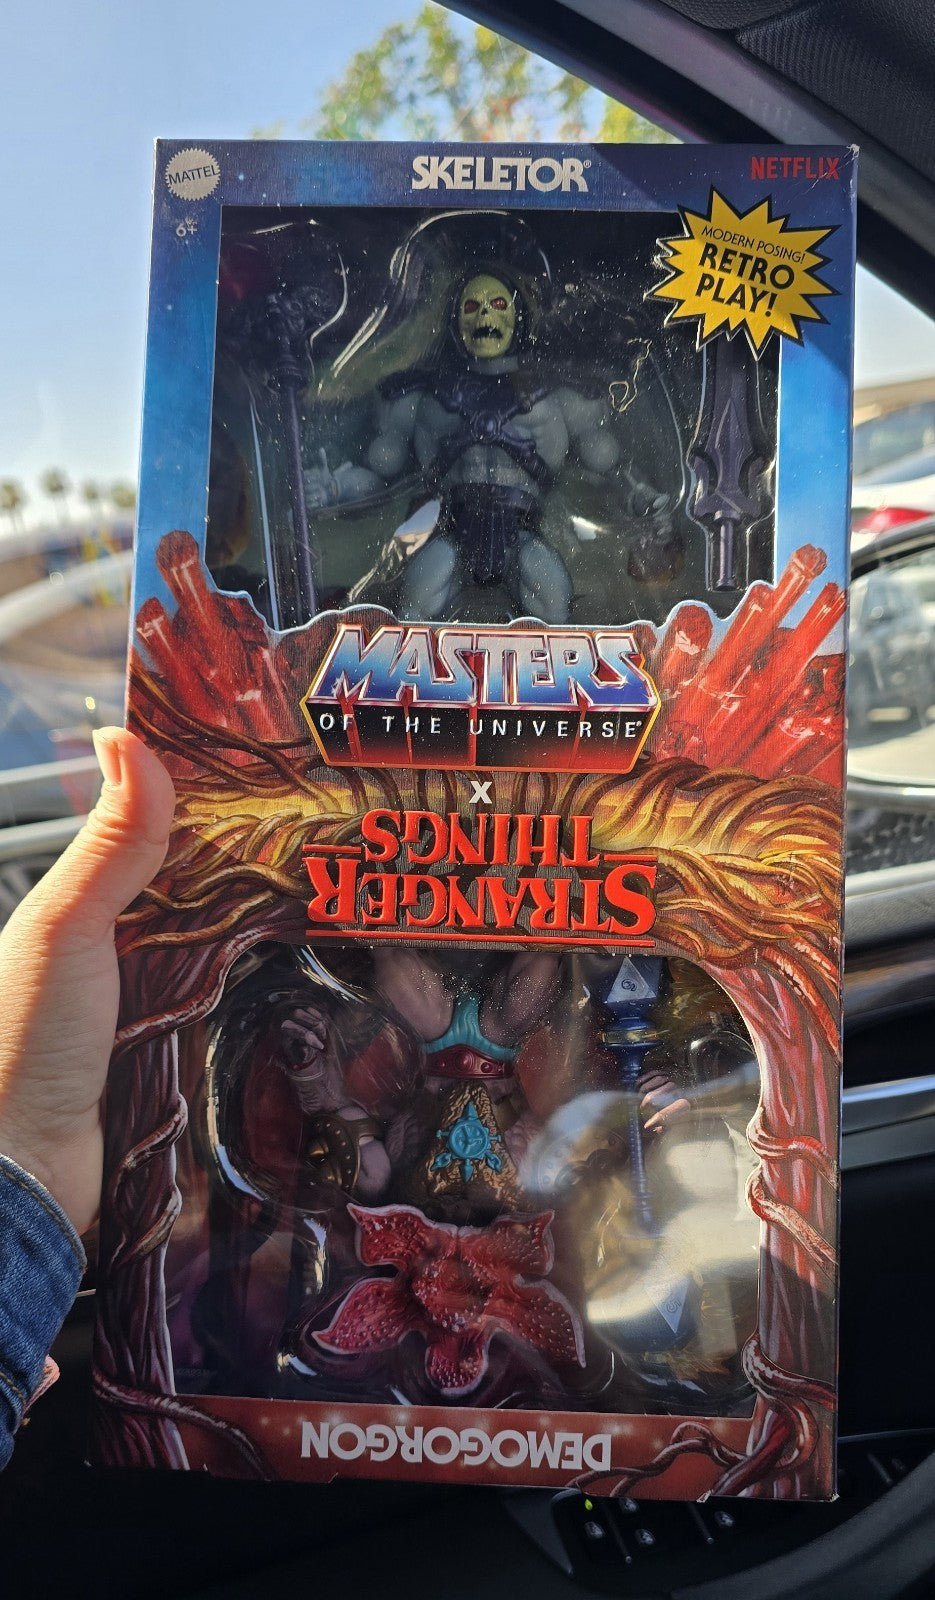 MATTEL
6+
SKELETOR®
NETFLIX
MODERN POSING!
RETRO
PLAY!
MASTERS
OF THE UNIVERSE®
X
STRANGER
THINGS
DEMOGORGON